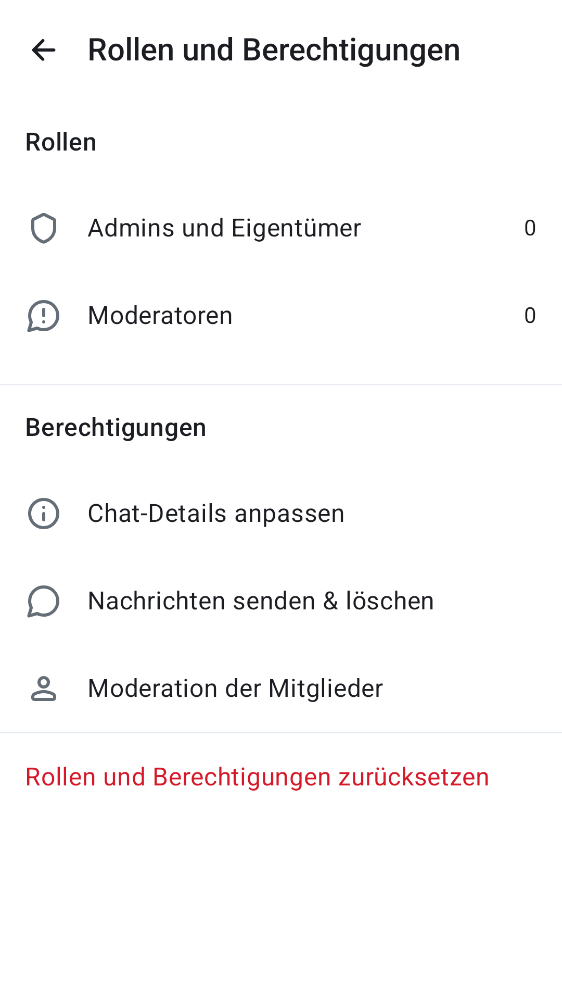 Rollen und Berechtigungen
Rollen
Admins und Eigentümer 0
Moderatoren 0
Berechtigungen
Chat-Details anpassen
Nachrichten senden & löschen
Moderation der Mitglieder
Rollen und Berechtigungen zurücksetzen